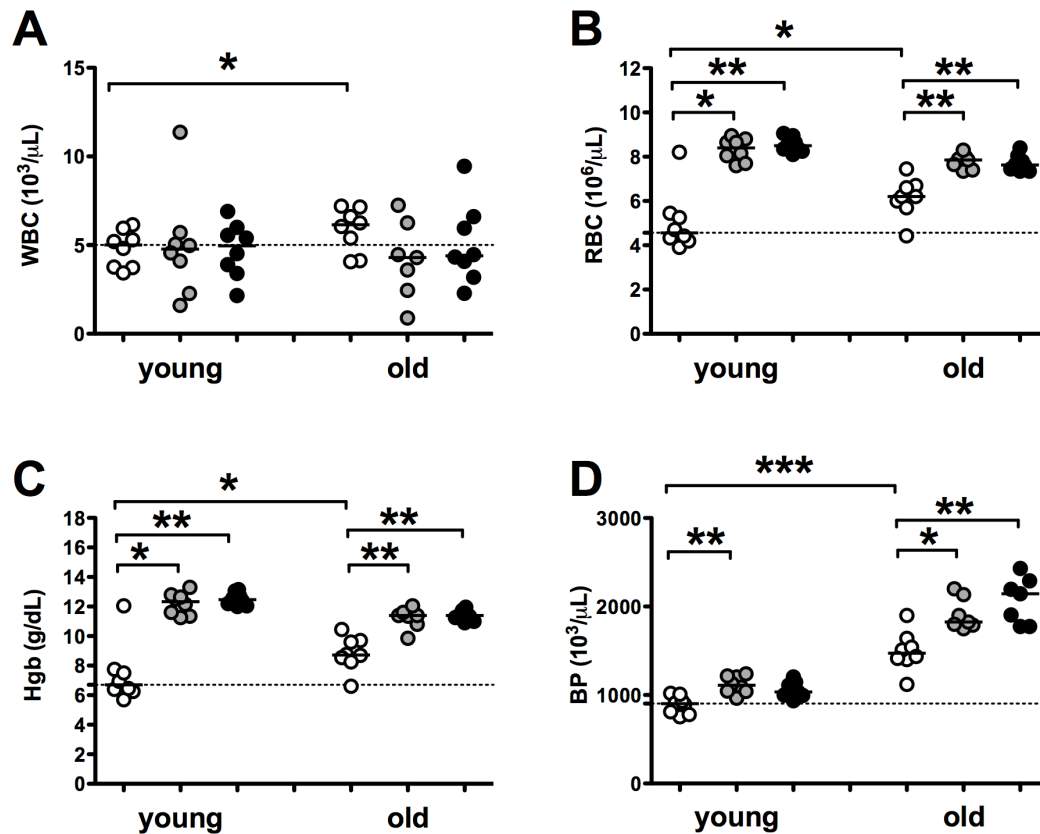 A
*
WBC (10³/µL)
15
10
5
0
young old
B
*
** **
* **
RBC (10⁶/µL)
12
10
8
6
4
2
0
young old
C
*
** **
* **
Hgb (g/dL)
18
16
14
12
10
8
6
4
2
0
young old
D
***
** **
*
BP (10³/µL)
3000
2000
1000
0
young old